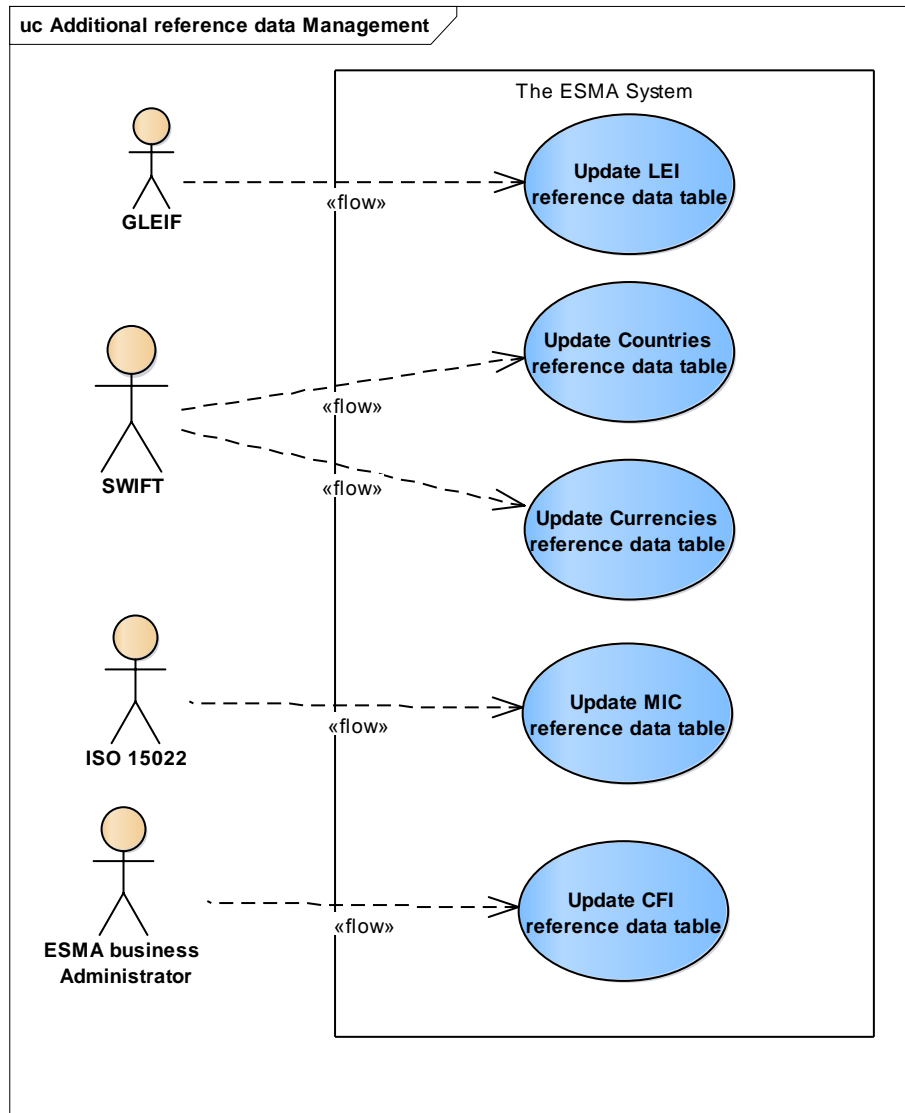 uc Additional reference data Management
The ESMA System
GLEIF
«flow»
Update LEI
reference data table
SWIFT
«flow»
Update Countries
reference data table
«flow»
Update Currencies
reference data table
ISO 15022
«flow»
Update MIC
reference data table
ESMA business
Administrator
«flow»
Update CFI
reference data table